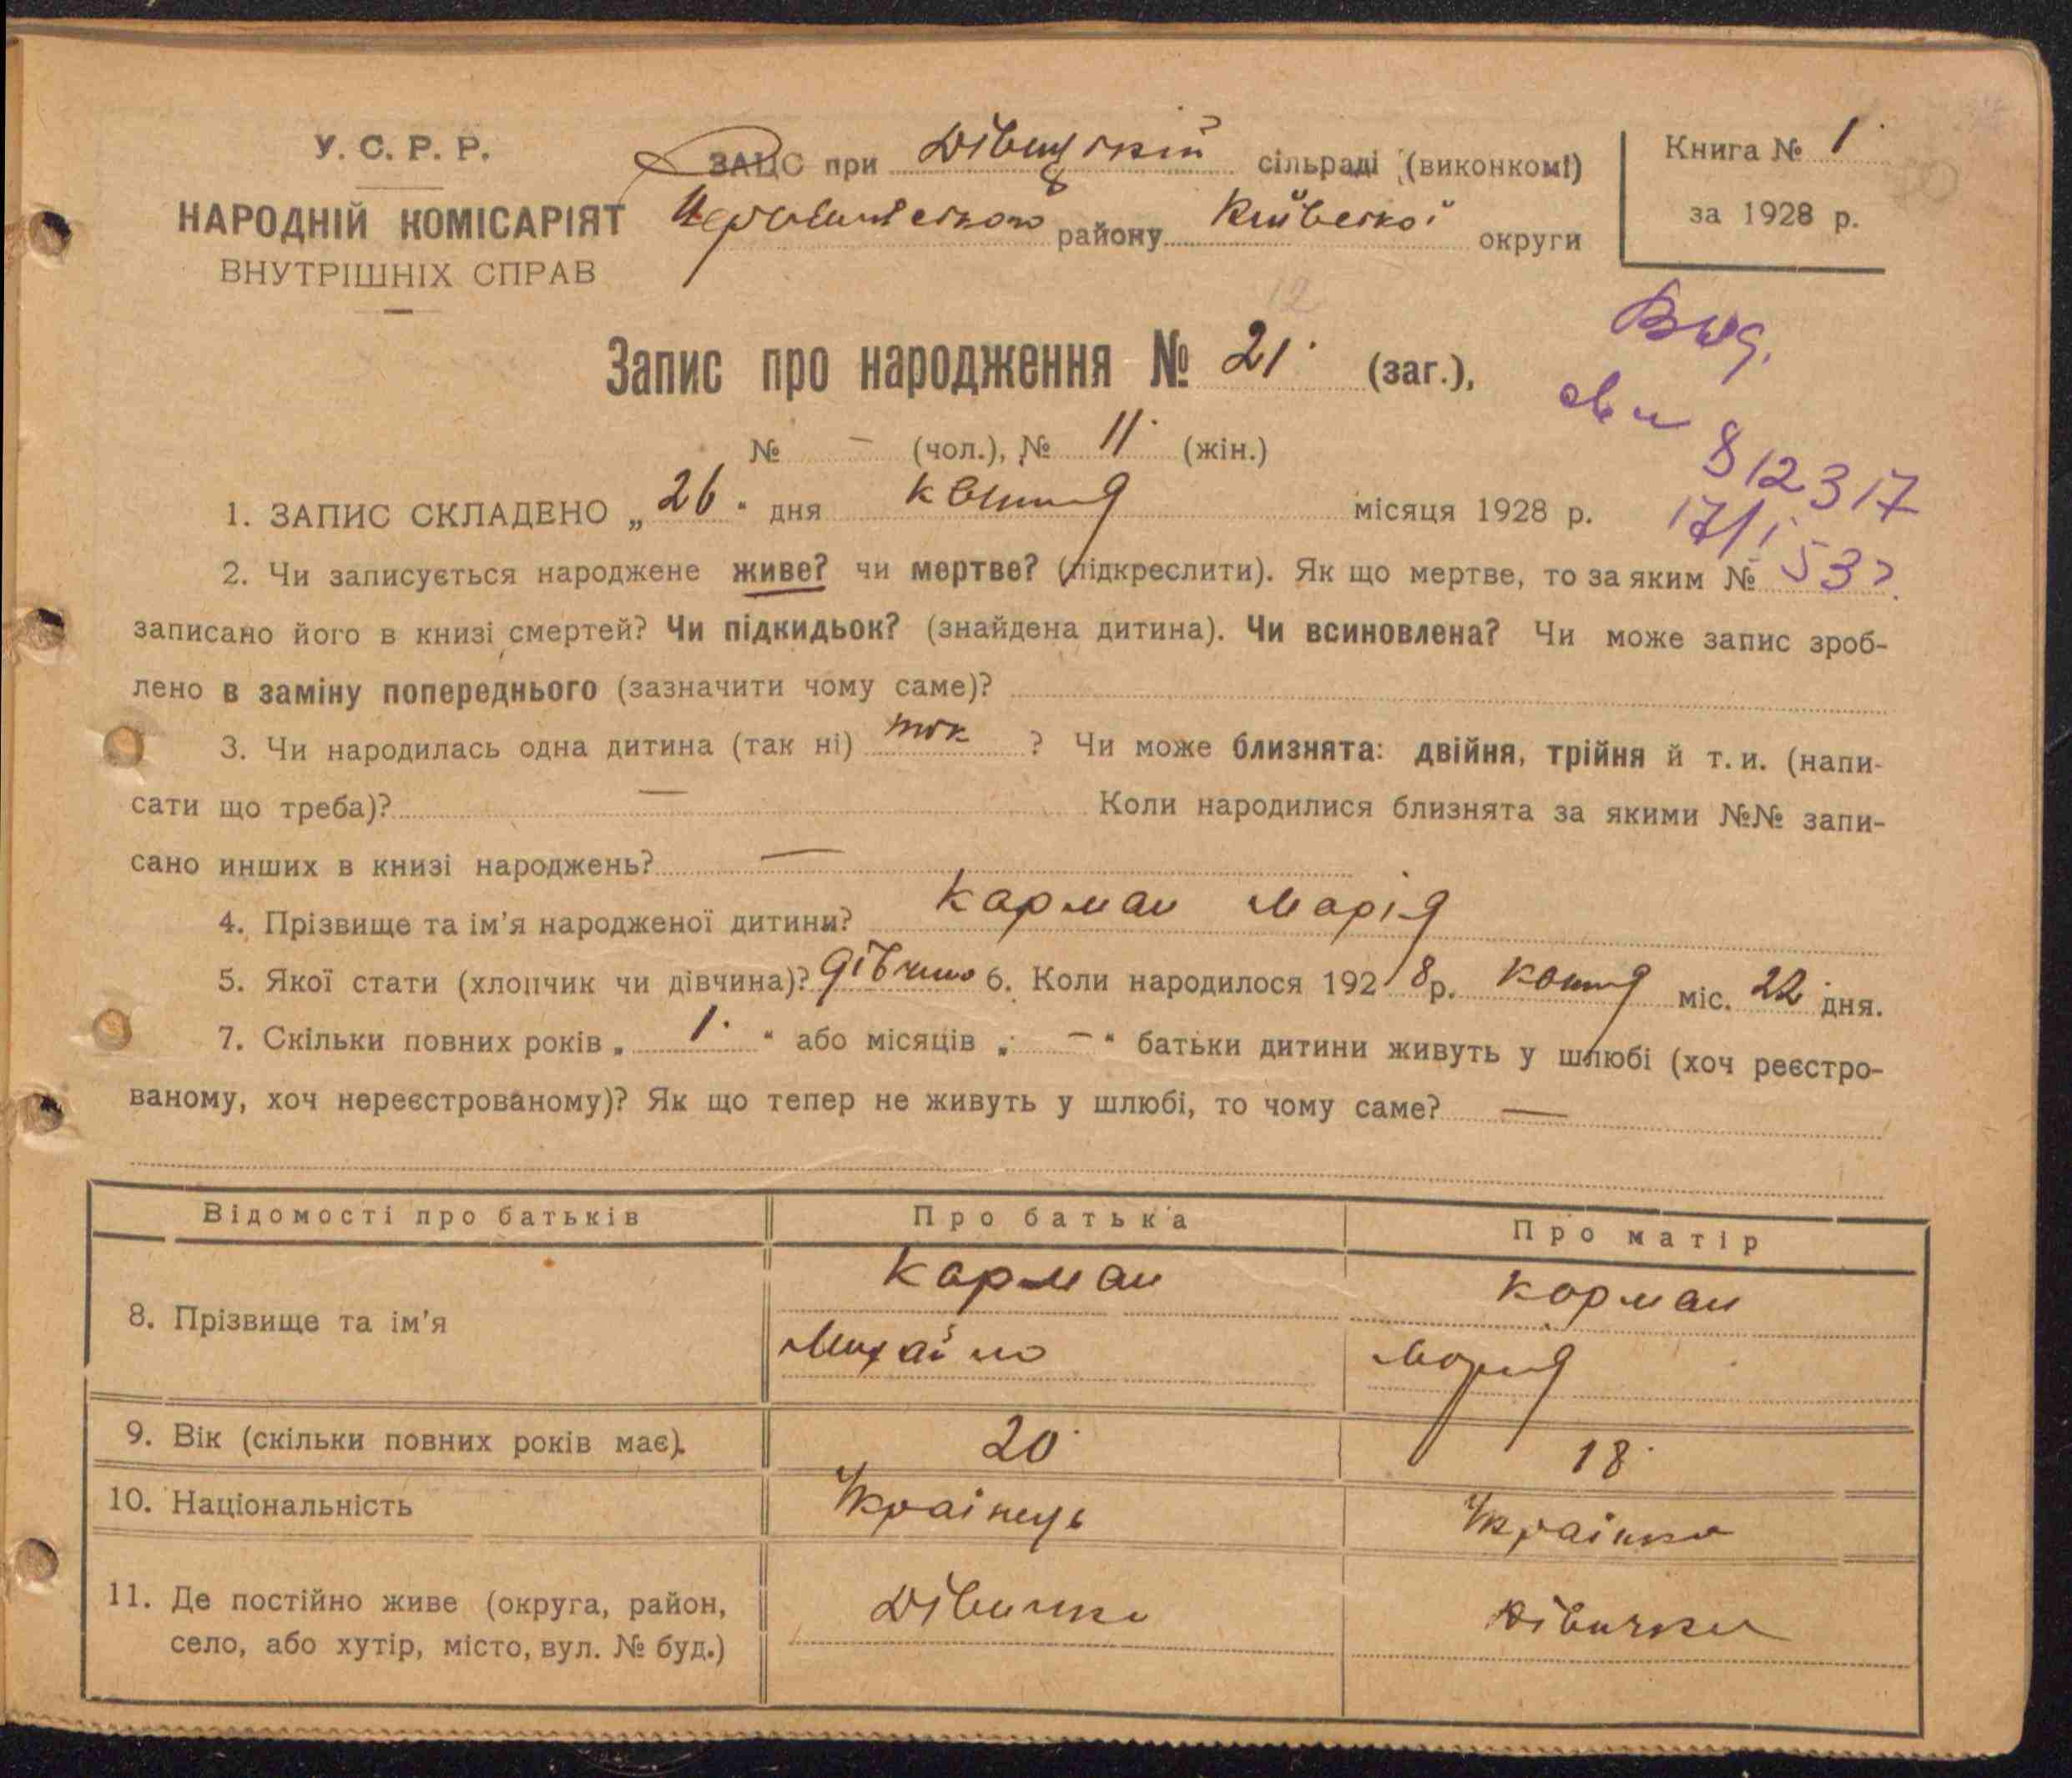 У. С. Р. Р.
НАРОДНІЙ КОМІСАРІЯТ
ВНУТРІШНІХ СПРАВ
ЗАЦС при Дівицькій сільраді (виконкомі)
району Київської округи
Книга № 1
за 1928 р.
Запис про народження № 21 (заг.),
12
№ — (чол.), № 11 (жін.)
Выд.
812317
17/I 53 г.
1. ЗАПИС СКЛАДЕНО „26“ дня квітня місяця 1928 р.
2. Чи записується народжене живе? чи мертве? (підкреслити). Як що мертве, то за яким №
записано його в книзі смертей? Чи підкидьок? (знайдена дитина). Чи всиновлена? Чи може запис зроб-
лено в заміну попереднього (зазначити чому саме)?
3. Чи народилась одна дитина (так ні) так ? Чи може близнята: двійня, трійня й т. и. (напи-
сати що треба)? — Коли народилися близнята за якими №№ запи-
сано инших в книзі народжень? —
4. Прізвище та ім’я народженої дитини? Карман Марія
5. Якої стати (хлопчик чи дівчина)? дівчина 6. Коли народилося 1928 р. квітня міс. 22 дня.
7. Скільки повних років „ 1 “ або місяців „ — “ батьки дитини живуть у шлюбі (хоч реєстро-
ваному, хоч нереєстрованому)? Як що тепер не живуть у шлюбі, то чому саме? —
Відомості про батьків Про батька Про матір
8. Прізвище та ім’я Карман Карман
Михайло Марія
9. Вік (скільки повних років має). 20 18
10. Національність Українець Українка
11. Де постійно живе (округа, район, Дівички Дівички
село, або хутір, місто, вул. № буд.)